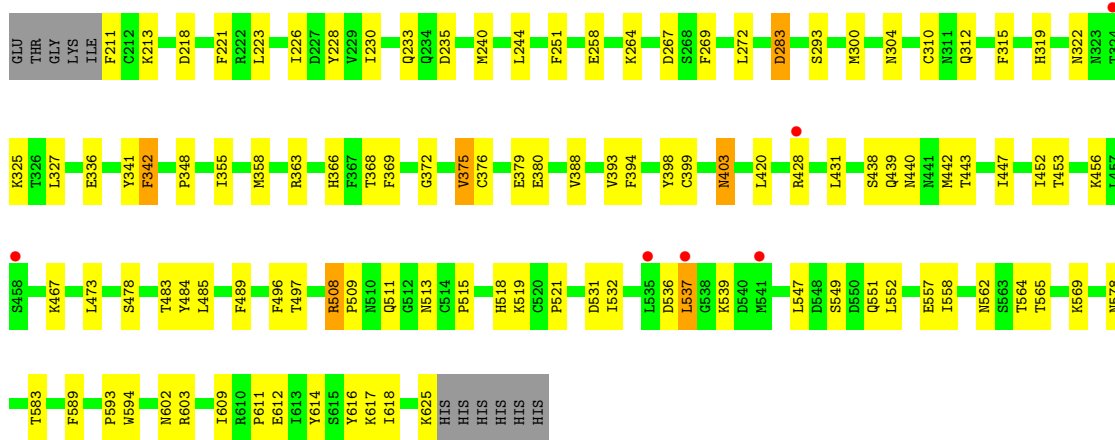 GLU THR GLY LYS ILE F211 C212 K213 D218 F221 R222 L223 I226 D227 Y228 V229 I230 Q233 Q234 D235 M240 L244 F251 E258 K264 D267 S268 F269 L272 D283 S293 M300 N304 C310 N311 Q312 F315 H319 N322 N323 T324
K325 T326 L327 E336 Y341 F342 P348 I355 M358 R363 H366 F367 T368 F369 G372 V375 C376 E379 E380 V388 V393 F394 Y398 C399 N403 L420 R428 L431 S438 Q439 N440 N441 M442 T443 I447 I452 T453 K456 L457
S458 K467 L473 S478 T483 Y484 L485 F489 F496 T497 R508 P509 N510 Q511 G512 N513 C514 P515 H518 K519 C520 P521 D531 I532 L535 D536 L537 G538 K539 D540 M541 L547 D548 S549 D550 Q551 L552 E557 I558 N562 S563 T564 T565 K569 N578
T583 F589 P593 W594 N602 R603 I609 R610 P611 E612 I613 Y614 S615 Y616 K617 I618 K625 HIS HIS HIS HIS HIS HIS